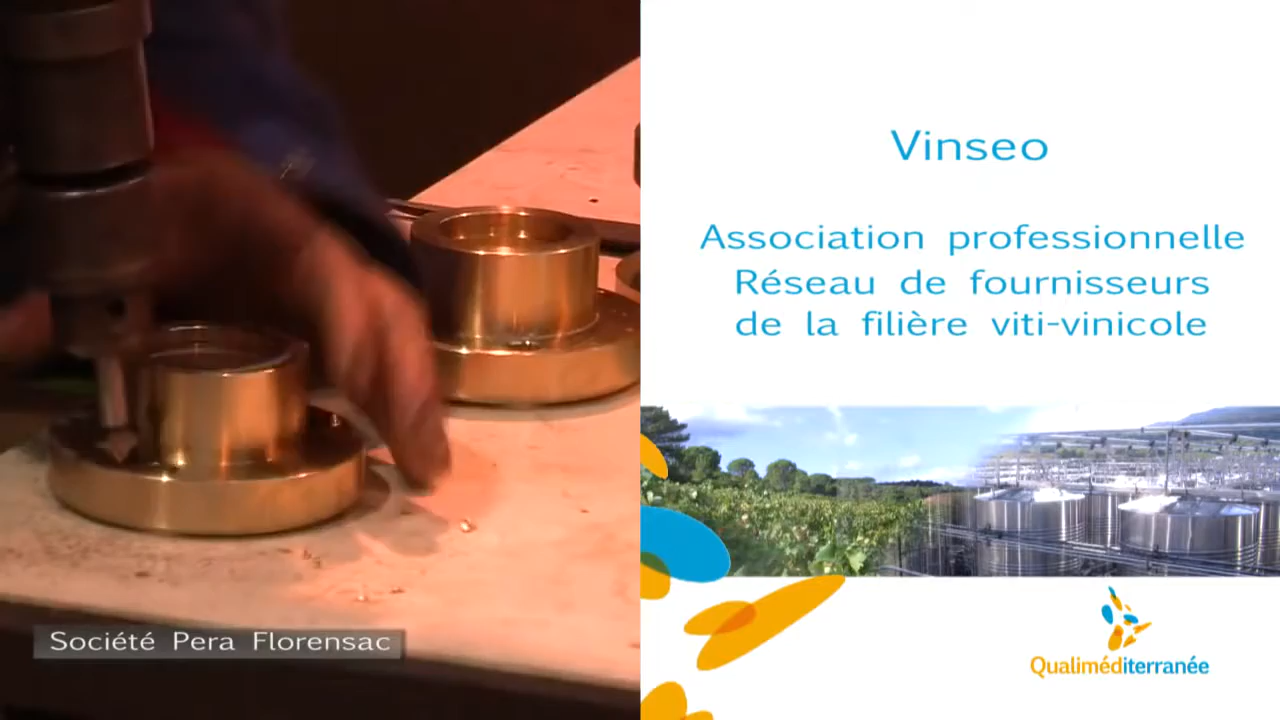 Société Pera Florensac
Vinseo
Association professionnelle
Réseau de fournisseurs
de la filière viti-vinicole
Qualiméditerranée